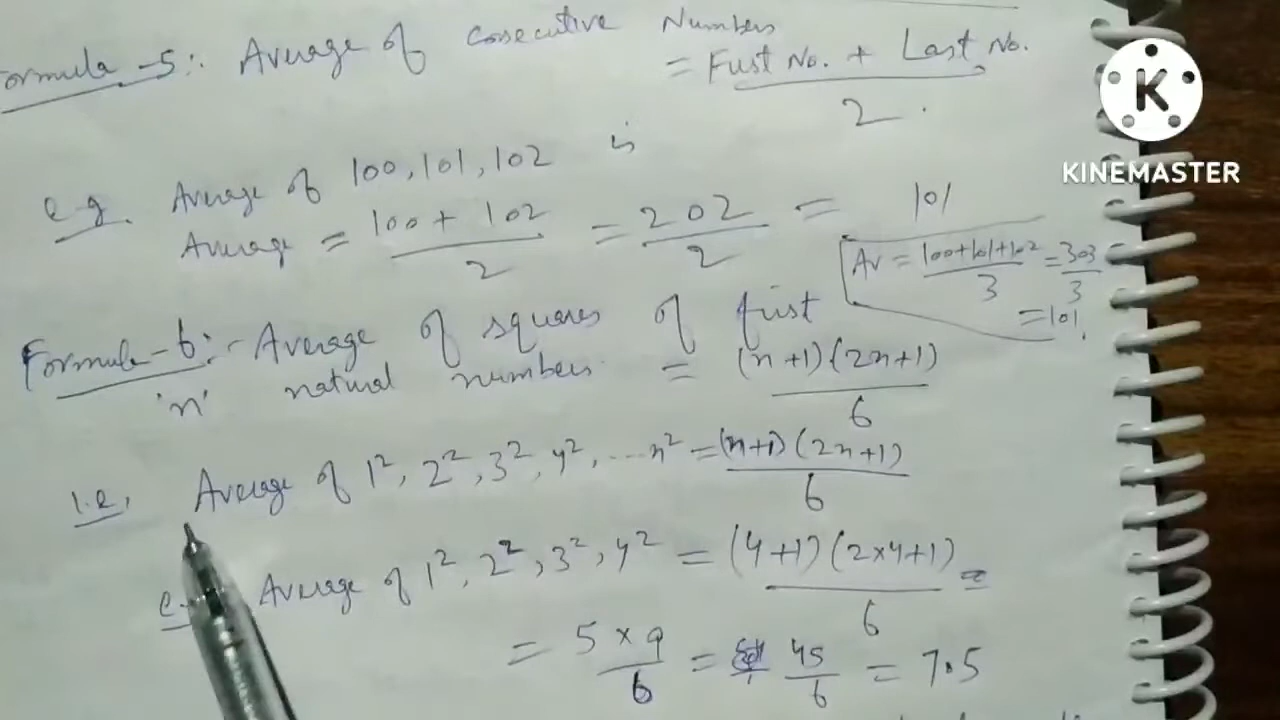 Formula -5:. Average of Cosecutive Numbers
= First No. + Last No.
2 .
e.g. Average of 100, 101, 102 is
Average = 100 + 102 / 2 = 202 / 2 = 101
Av = 100+101+102 / 3 = 303 / 3
= 101.
Formula -6:- Average of squares of first
'n' natural numbers = (n+1)(2n+1) / 6
i.e. Average of 1², 2², 3², 4², ...n² = (n+1)(2n+1) / 6
e. Average of 1², 2², 3², 4² = (4+1)(2×4+1) / 6 =
= 5 × 9 / 6 = 45 / 6 = 7.5
K
KINEMASTER